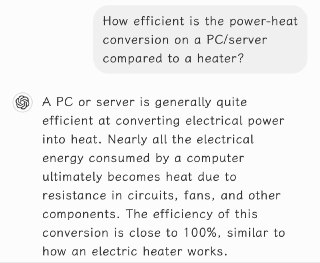 How efficient is the power-heat
conversion on a PC/server
compared to a heater?
A PC or server is generally quite
efficient at converting electrical power
into heat. Nearly all the electrical
energy consumed by a computer
ultimately becomes heat due to
resistance in circuits, fans, and other
components. The efficiency of this
conversion is close to 100%, similar to
how an electric heater works.